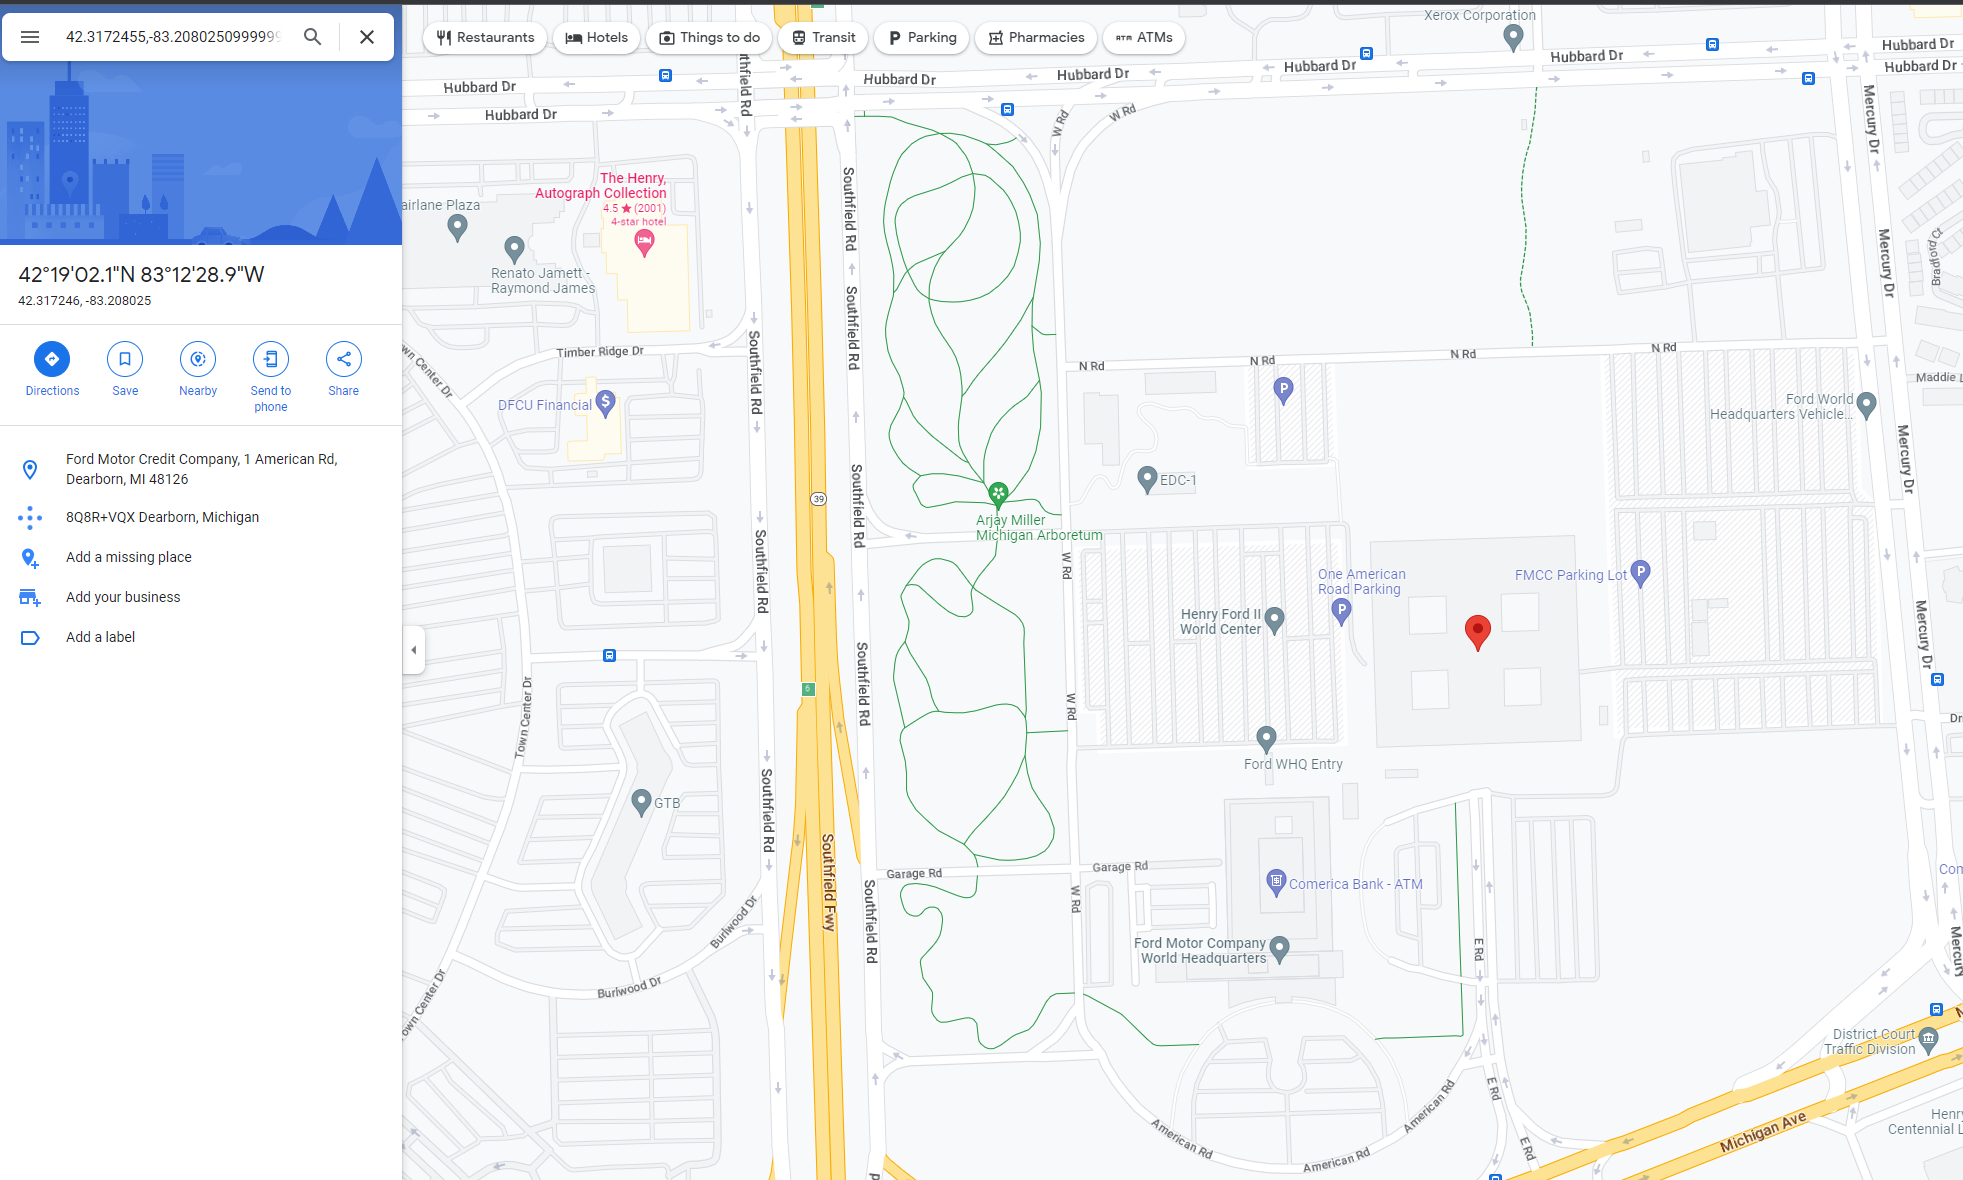 42.3172455,-83.2080250999999
Restaurants
Hotels
Things to do
Transit
Parking
Pharmacies
ATMs
42°19'02.1"N 83°12'28.9"W
42.317246, -83.208025
Directions
Save
Nearby
Send to
phone
Share
Ford Motor Credit Company, 1 American Rd,
Dearborn, MI 48126
8Q8R+VQX Dearborn, Michigan
Add a missing place
Add your business
Add a label
Xerox Corporation
Hubbard Dr
Hubbard Dr
Hubbard Dr
Hubbard Dr
Hubbard Dr
Hubbard Dr
Hubbard Dr
Hubbard Dr
thfield Rd
W Rd
W Rd
Mercury Dr
The Henry,
Autograph Collection
4.5 ★ (2001)
4-star hotel
airlane Plaza
Renato Jamett -
Raymond James
Southfield Rd
Southfield Rd
Southfield Rd
Mercury Dr
Bradford Ct
Timber Ridge Dr
wn Center Dr
N Rd
N Rd
N Rd
N Rd
DFCU Financial
P
Ford World
Headquarters Vehicle...
Maddie L
Mercury Dr
EDC-1
39
Southfield Rd
Southfield Rd
Arjay Miller
Michigan Arboretum
W Rd
One American
Road Parking
P
FMCC Parking Lot
P
Henry Ford II
World Center
Mercury Dr
6
Southfield Rd
W Rd
Town Center Dr
Dr
Ford WHQ Entry
GTB
Southfield Rd
Southfield Fwy
Garage Rd
Garage Rd
Comerica Bank - ATM
Com
W Rd
Southfield Rd
Burlwood Dr
Burlwood Dr
Ford Motor Company
World Headquarters
E Rd
Mercury
own Center Dr
District Court
Traffic Division
N
E Rd
American Rd
American Rd
American Rd
E Rd
Michigan Ave
Henry
Centennial L
P